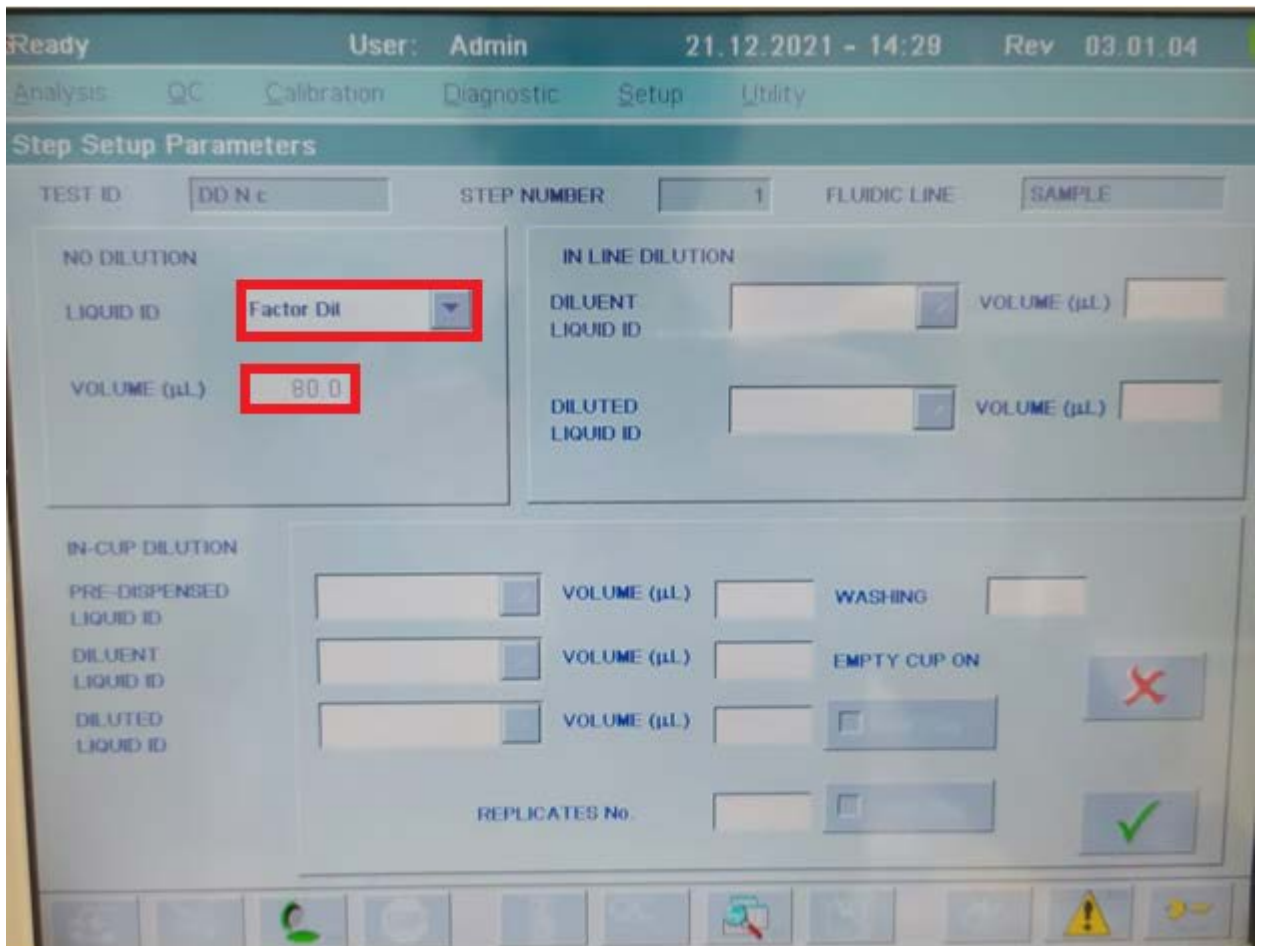 Ready User: Admin 21.12.2021 - 14:28 Rev 03.01.04
Analysis QC Calibration Diagnostic Setup Utility
Step Setup Parameters
TEST ID DD N c STEP NUMBER 1 FLUIDIC LINE SAMPLE
NO DILUTION
LIQUID ID Factor Dil
VOLUME (µL) 80.0
IN LINE DILUTION
DILUENT
LIQUID ID
VOLUME (µL)
DILUTED
LIQUID ID
VOLUME (µL)
IN-CUP DILUTION
PRE-DISPENSED
LIQUID ID
VOLUME (µL) WASHING
DILUENT
LIQUID ID
VOLUME (µL) EMPTY CUP ON
DILUTED
LIQUID ID
VOLUME (µL)
REPLICATES No.